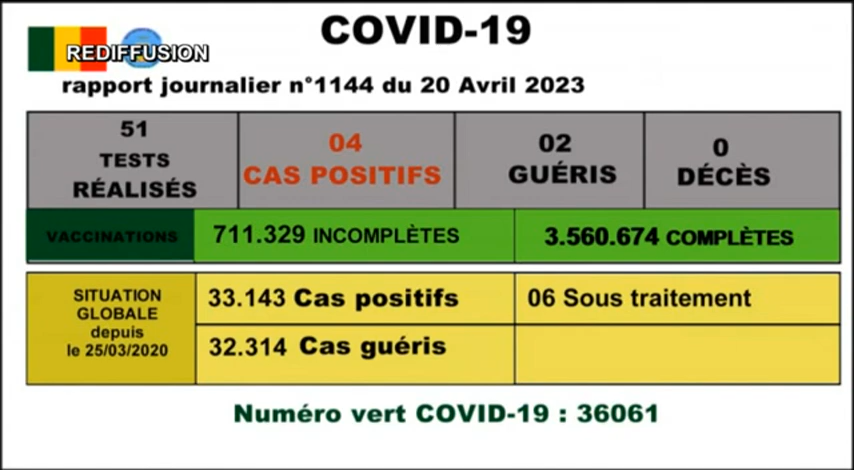 COVID-19
REDIFFUSION
rapport journalier n°1144 du 20 Avril 2023
51
TESTS
RÉALISÉS
04
CAS POSITIFS
02
GUÉRIS
0
DÉCÈS
VACCINATIONS
711.329 INCOMPLÈTES
3.560.674 COMPLÈTES
SITUATION
GLOBALE
depuis
le 25/03/2020
33.143 Cas positifs
06 Sous traitement
32.314 Cas guéris
Numéro vert COVID-19 : 36061